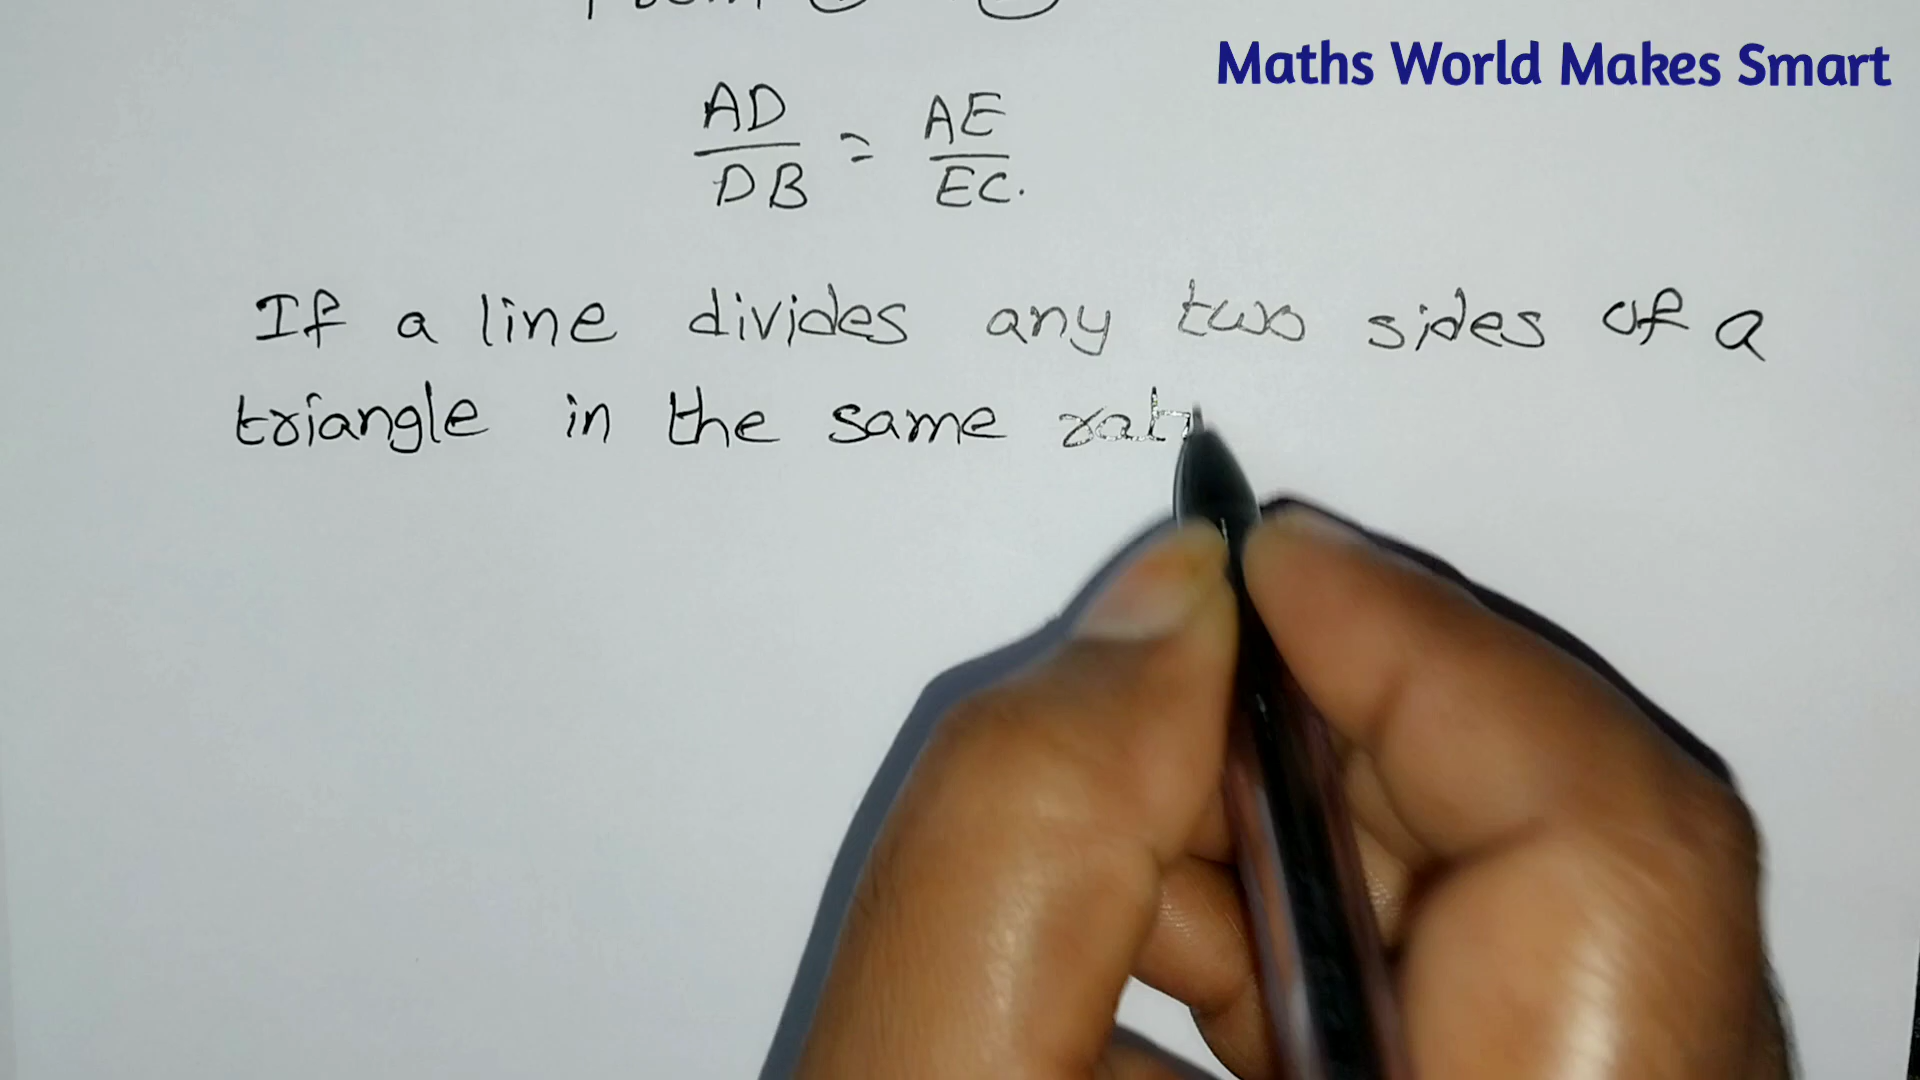 Maths World Makes Smart
AD/DB = AE/EC.
If a line divides any two sides of a
triangle in the same rati